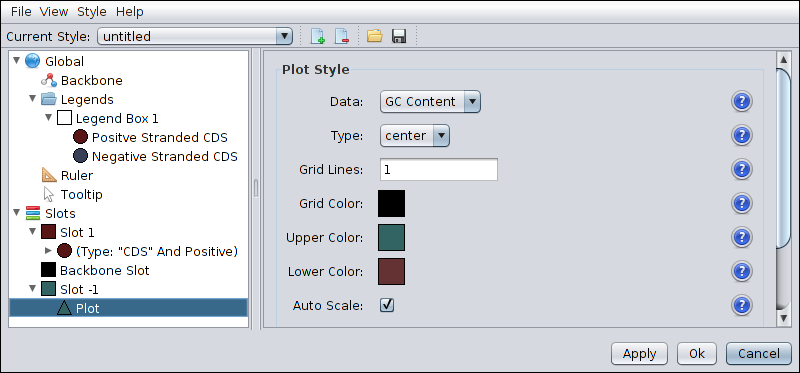 File View Style Help
Current Style: untitled
Global
Backbone
Legends
Legend Box 1
Positve Stranded CDS
Negative Stranded CDS
Ruler
Tooltip
Slots
Slot 1
(Type: "CDS" And Positive)
Backbone Slot
Slot -1
Plot
Plot Style
Data: GC Content ?
Type: center ?
Grid Lines: 1 ?
Grid Color: ?
Upper Color: ?
Lower Color: ?
Auto Scale: ?
Apply Ok Cancel